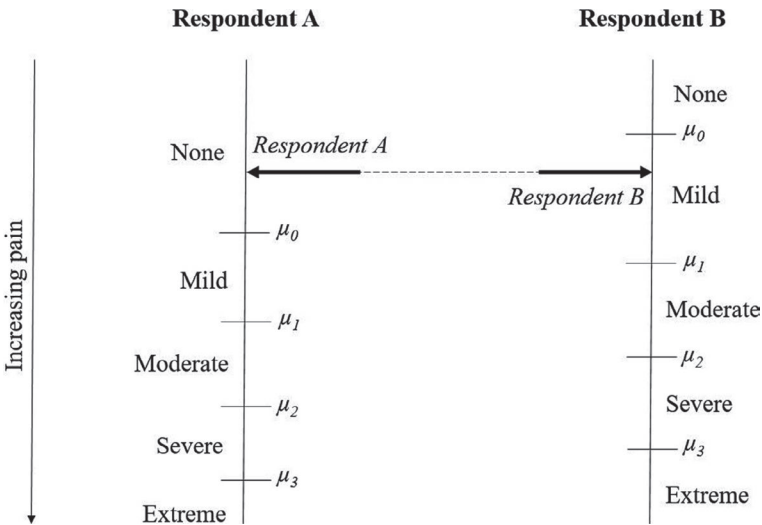 Respondent A
Respondent B
None
μ0
None
Respondent A
Respondent B
Mild
μ0
μ1
Mild
Moderate
μ1
μ2
Moderate
Severe
μ2
μ3
Severe
Extreme
μ3
Extreme
Increasing pain